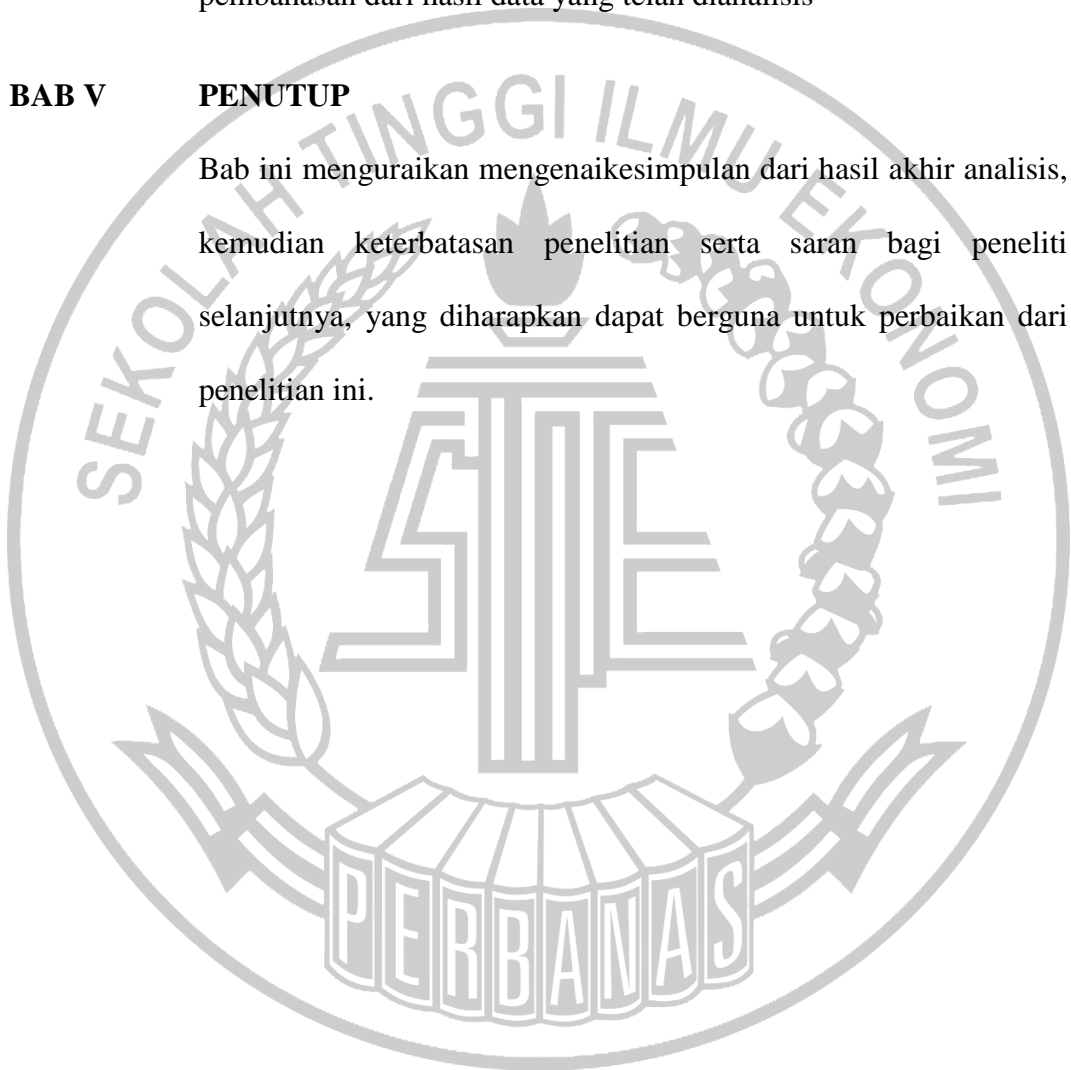 pembahasan dari hasil data yang telah dianalisis
BAB V PENUTUP
Bab ini menguraikan mengenaikesimpulan dari hasil akhir analisis,
kemudian keterbatasan penelitian serta saran bagi peneliti
selanjutnya, yang diharapkan dapat berguna untuk perbaikan dari
penelitian ini.
SEKOLAH TINGGI ILMU EKONOMI
STIE
PERBANAS